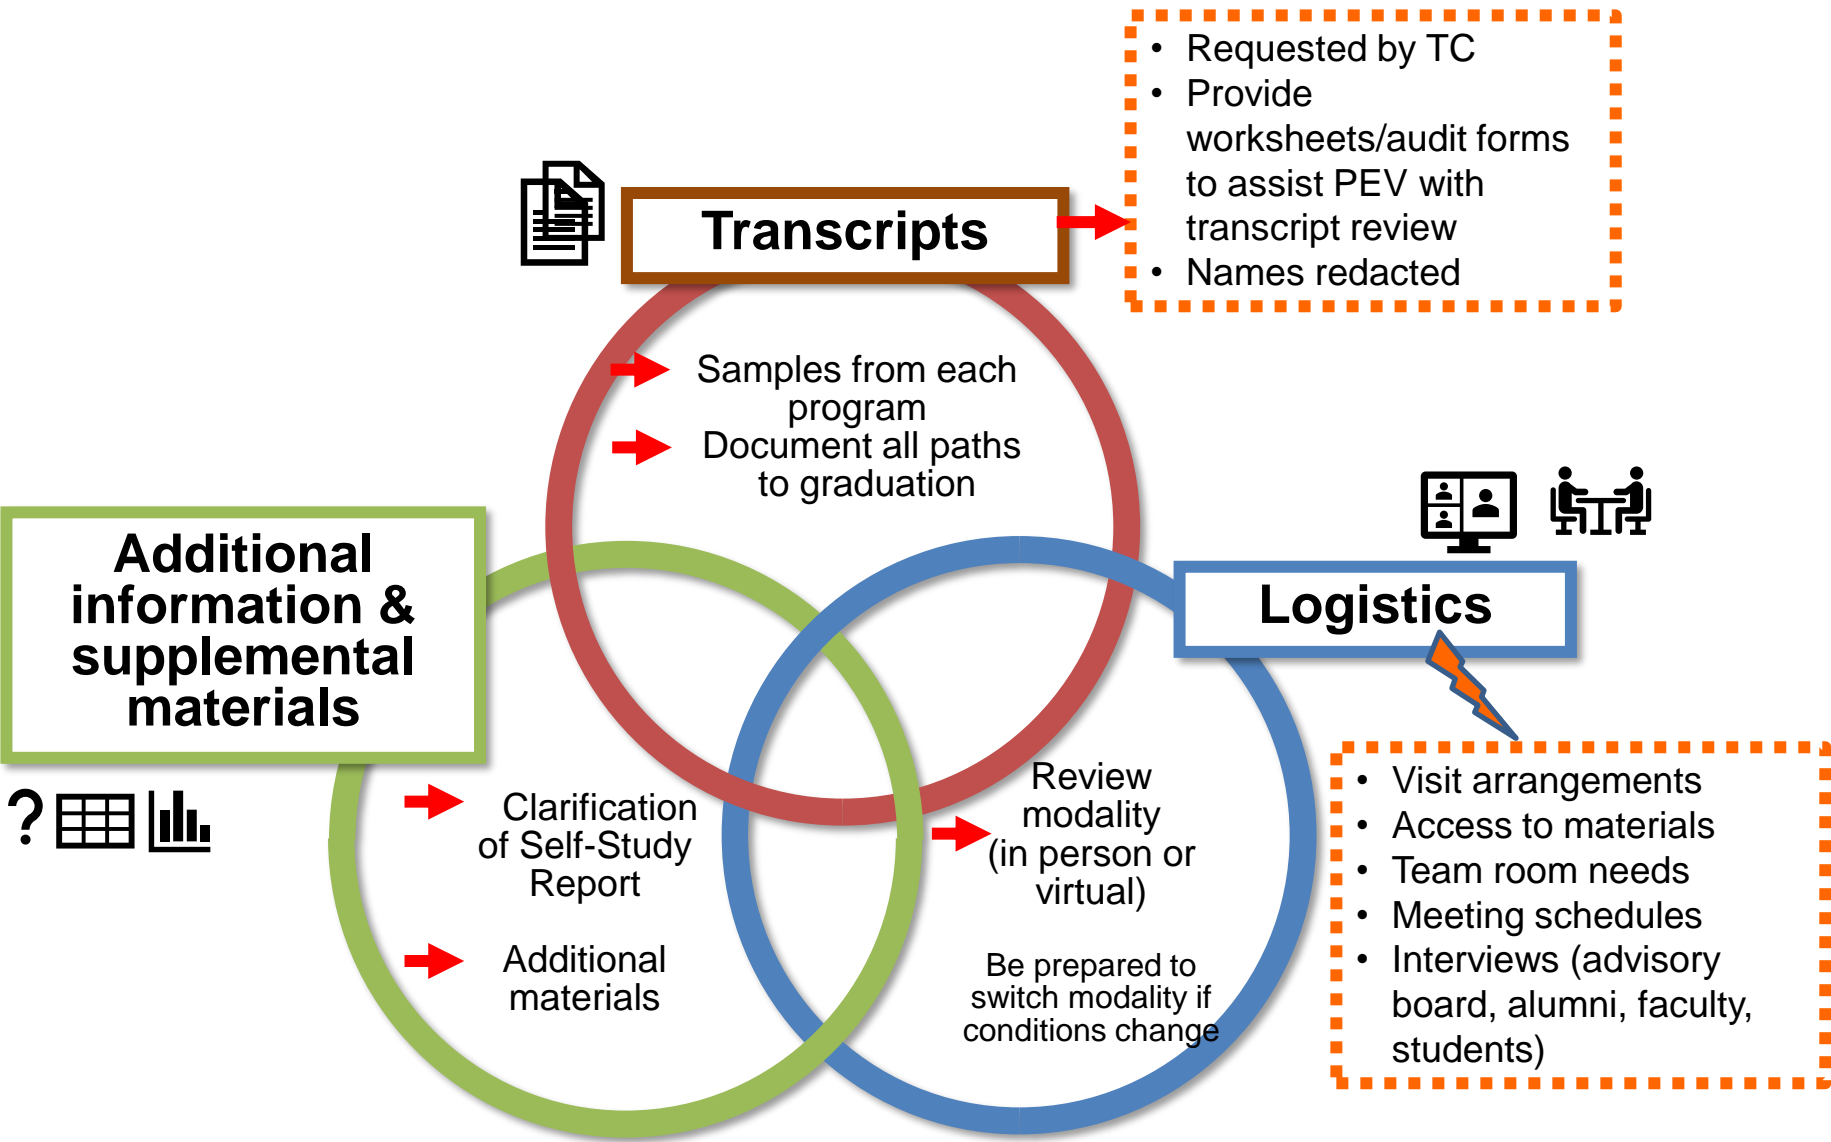 • Requested by TC
• Provide
worksheets/audit forms
to assist PEV with
transcript review
• Names redacted
Transcripts
Samples from each
program
Document all paths
to graduation
Additional
information &
supplemental
materials
Logistics
?
Clarification
of Self-Study
Report
Additional
materials
Review
modality
(in person or
virtual)
Be prepared to
switch modality if
conditions change
• Visit arrangements
• Access to materials
• Team room needs
• Meeting schedules
• Interviews (advisory
board, alumni, faculty,
students)